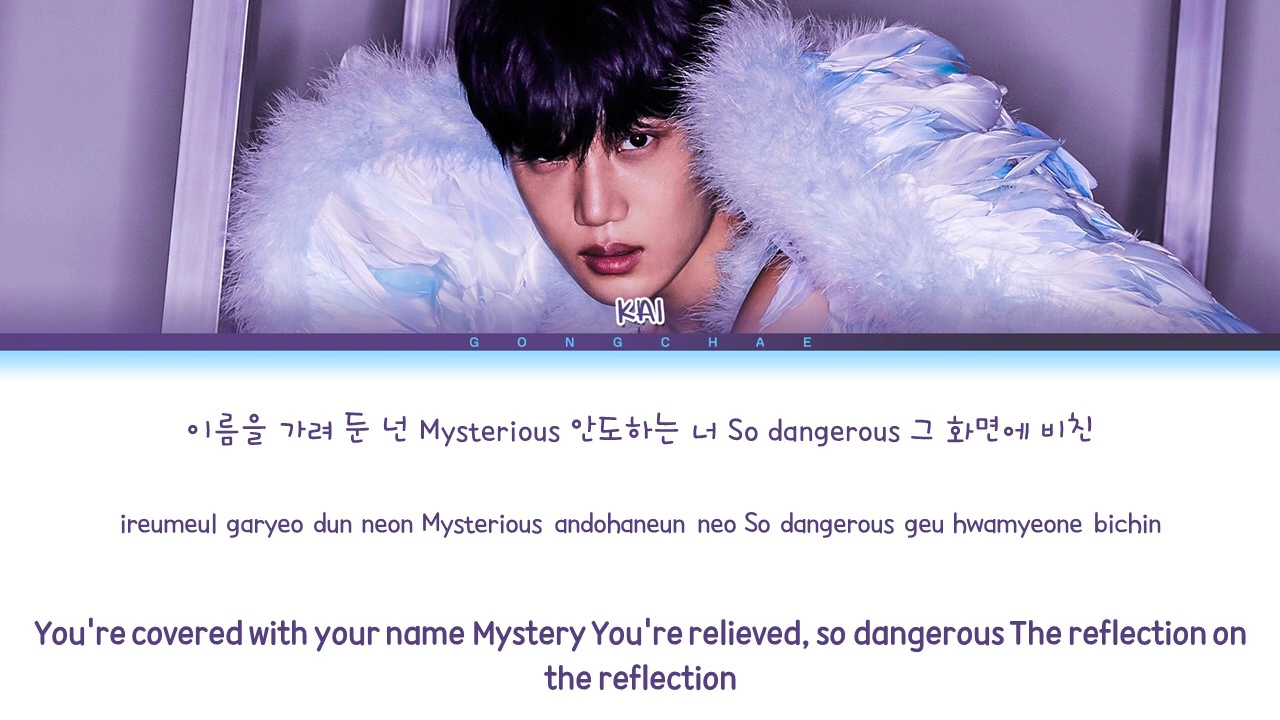 KAI
GONGCHAE
이름을 가려 둔 넌 Mysterious 안도하는 너 So dangerous 그 화면에 비친
ireumeul garyeo dun neon Mysterious andohaneun neo So dangerous geu hwamyeone bichin
You're covered with your name Mystery You're relieved, so dangerous The reflection on
the reflection